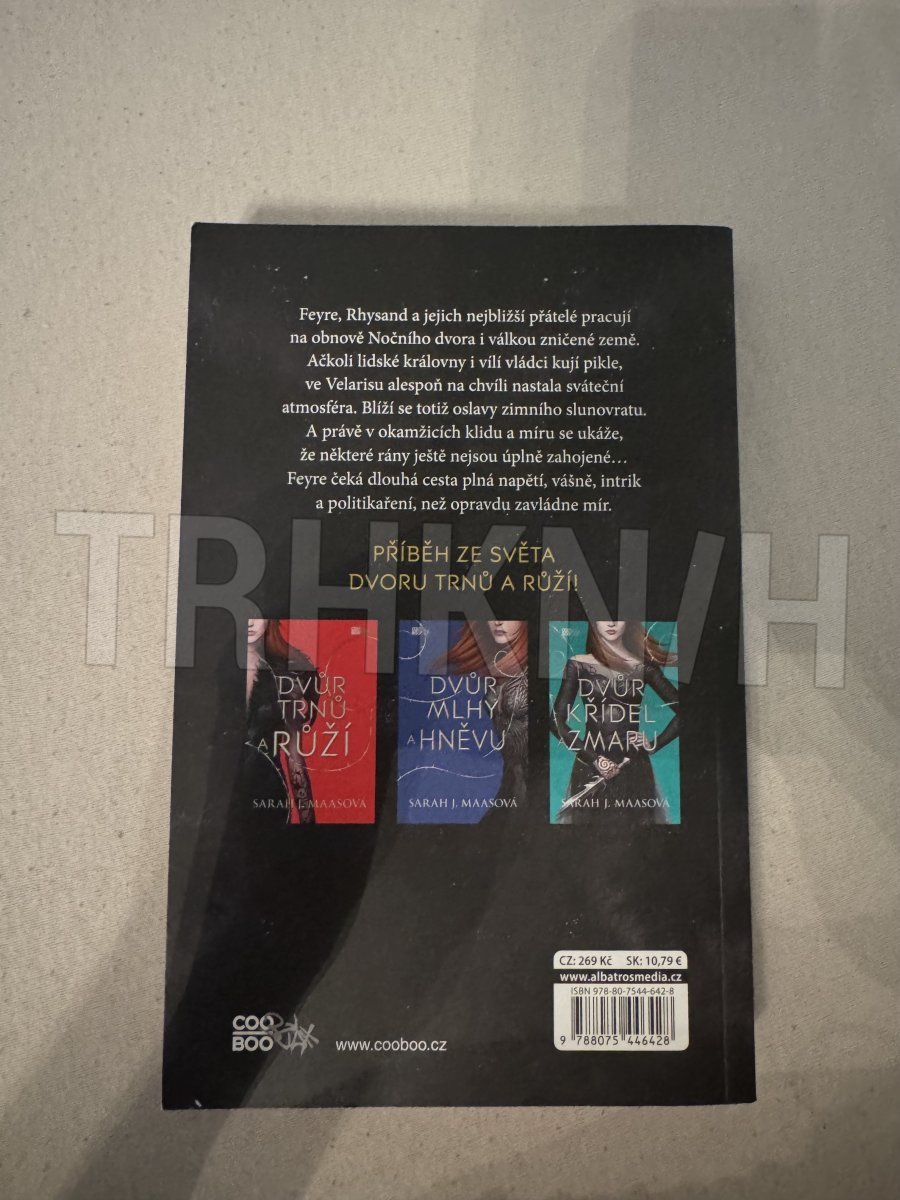 Feyre, Rhysand a jejich nejbližší přátelé pracují
na obnově Nočního dvora i válkou zničené země.
Ačkoli lidské královny i vílí vládci kují pikle,
ve Velarisu alespoň na chvíli nastala sváteční
atmosféra. Blíží se totiž oslavy zimního slunovratu.
A právě v okamžicích klidu a míru se ukáže,
že některé rány ještě nejsou úplně zahojené…
Feyre čeká dlouhá cesta plná napětí, vášně, intrik
a politikaření, než opravdu zavládne mír.
TRHKNIH
PŘÍBĚH ZE SVĚTA
DVORU TRNŮ A RŮŽÍ!
DVŮR
TRNŮ
A RŮŽÍ
SARAH J. MAASOVÁ
DVŮR
MLHY
A HNĚVU
SARAH J. MAASOVÁ
DVŮR
KŘÍDEL
A ZMARU
SARAH J. MAASOVÁ
CZ: 269 Kč SK: 10,79 €
www.albatrosmedia.cz
ISBN 978-80-7544-642-8
9 788075 446428
COO
BOO
www.cooboo.cz